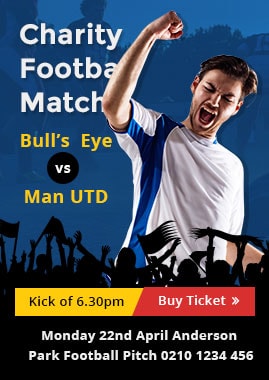 Charity
Footba
Match
Bull's Eye
vs
Man UTD
Kick of 6.30pm
Buy Ticket »
Monday 22nd April Anderson
Park Football Pitch 0210 1234 456